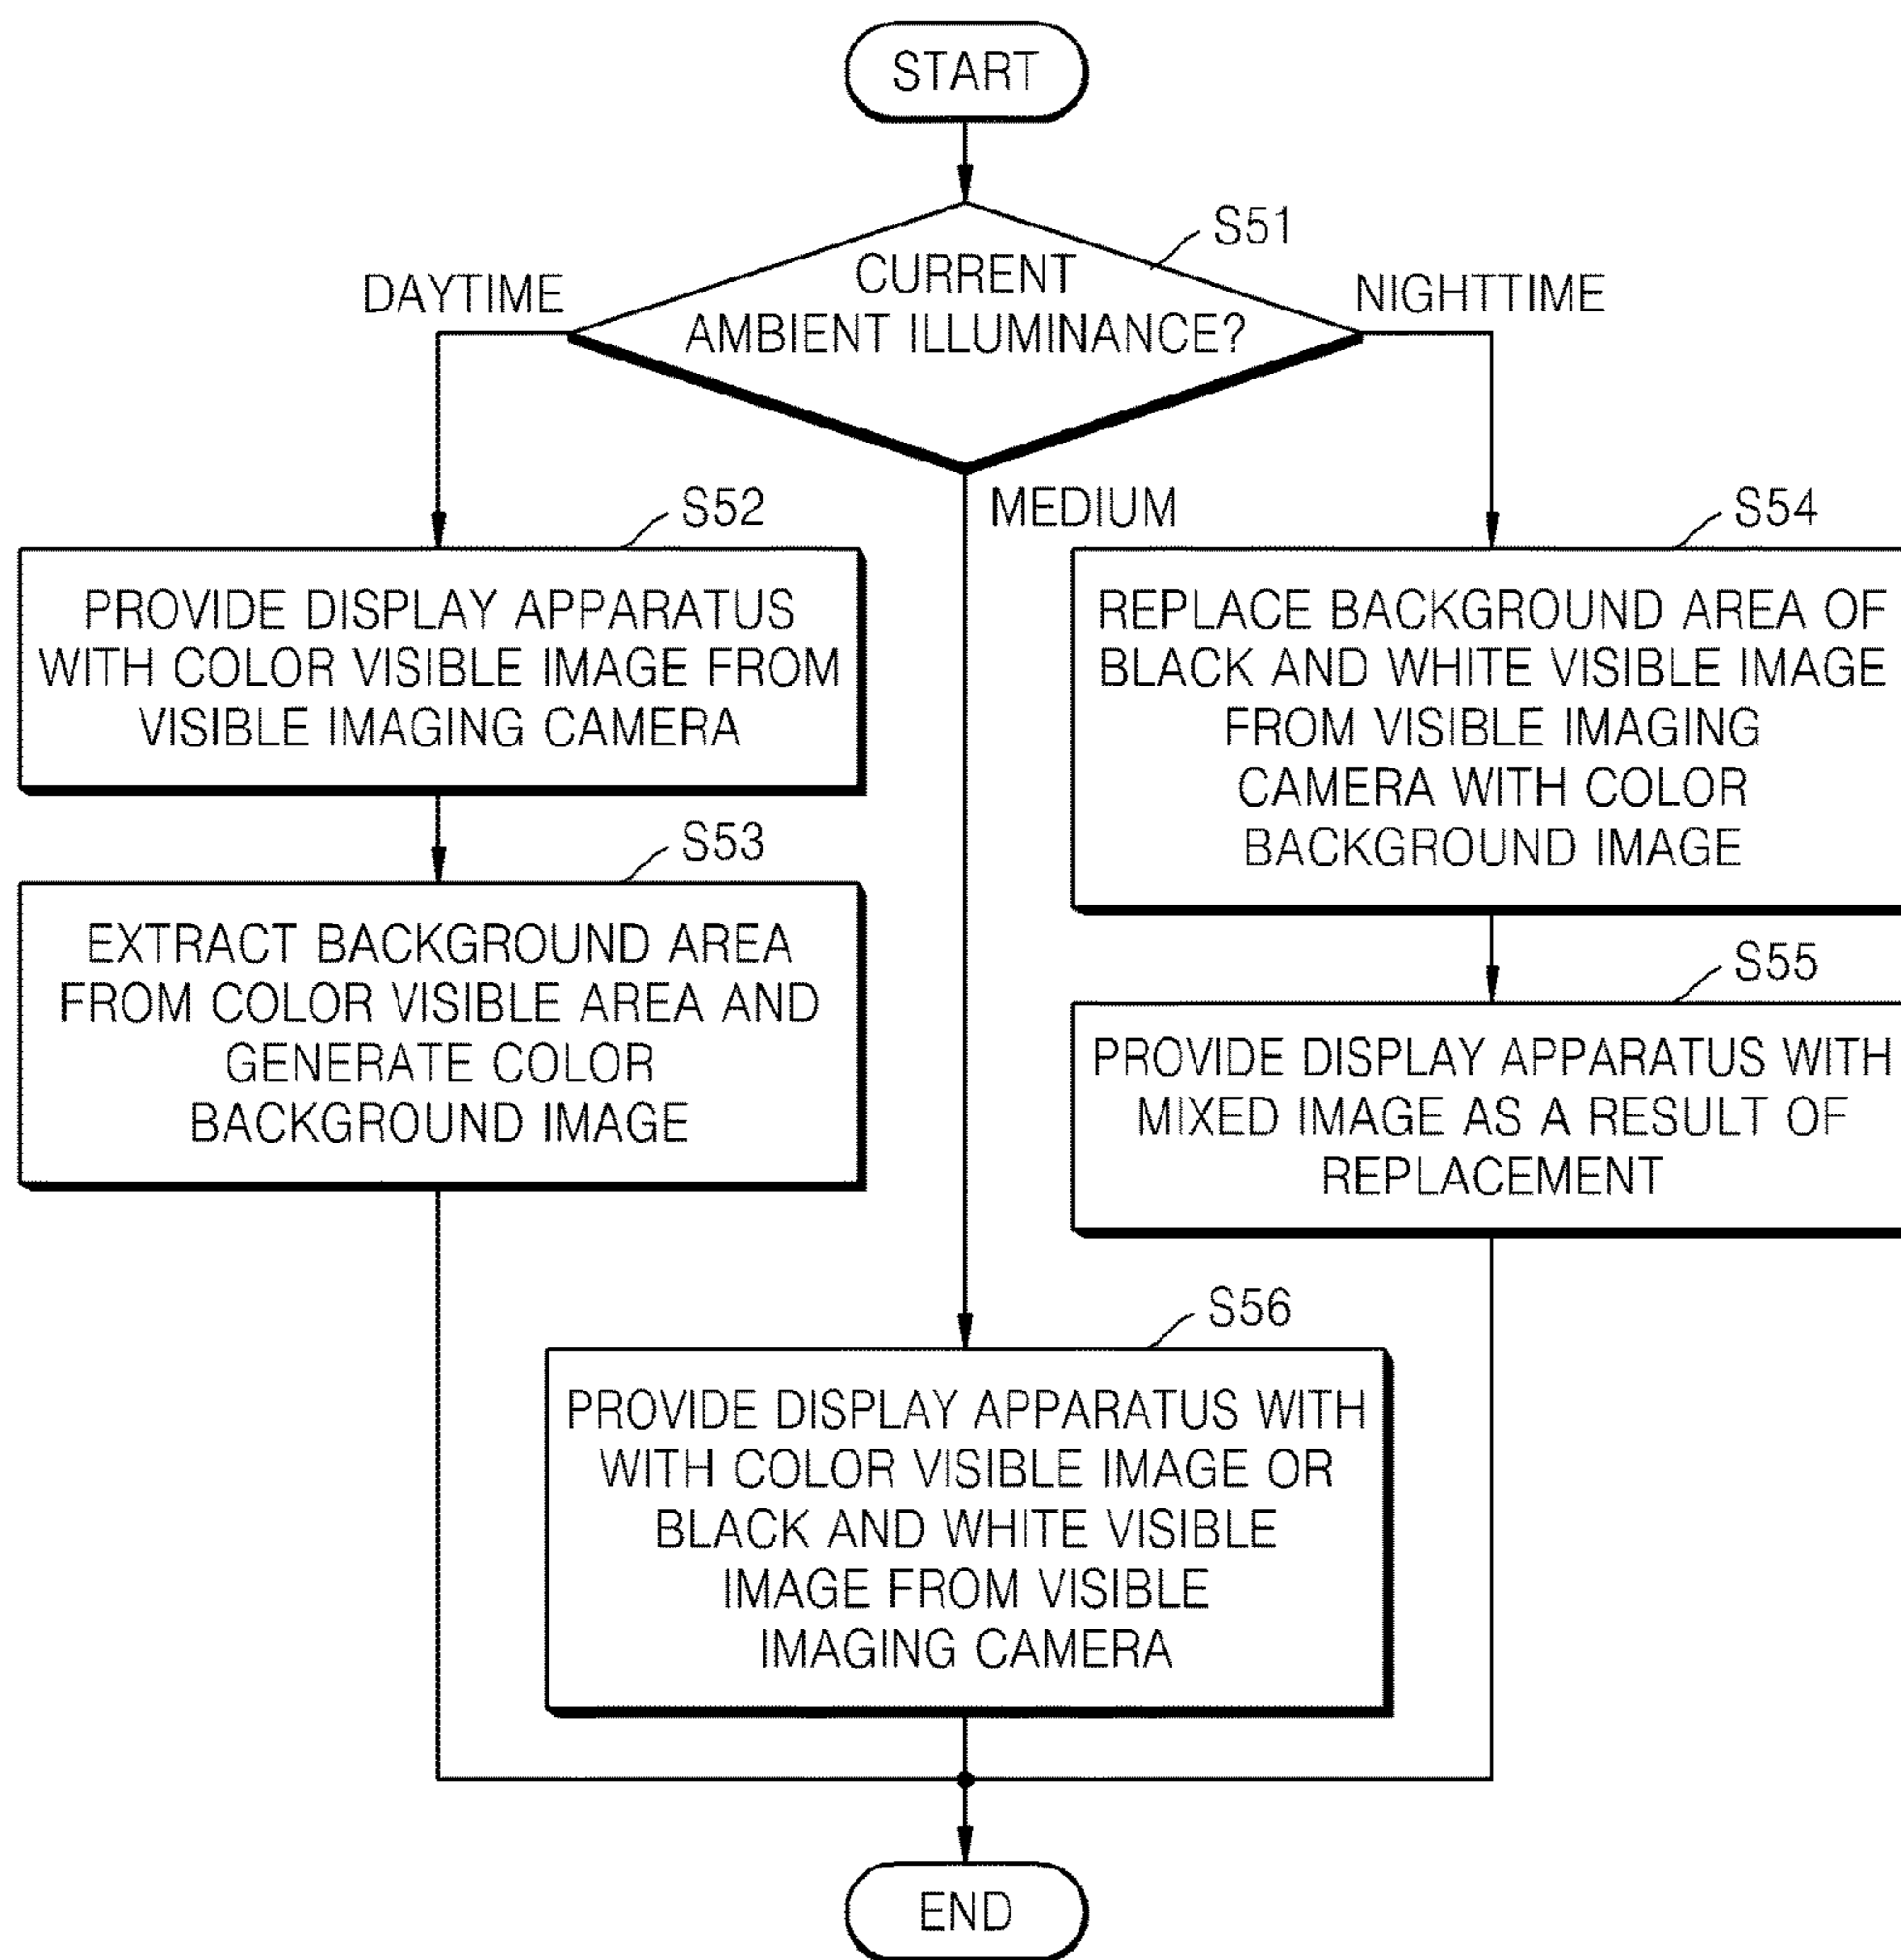 START
S51
CURRENT
AMBIENT ILLUMINANCE?
DAYTIME
NIGHTTIME
MEDIUM
S52
PROVIDE DISPLAY APPARATUS
WITH COLOR VISIBLE IMAGE FROM
VISIBLE IMAGING CAMERA
S53
EXTRACT BACKGROUND AREA
FROM COLOR VISIBLE AREA AND
GENERATE COLOR
BACKGROUND IMAGE
S54
REPLACE BACKGROUND AREA OF
BLACK AND WHITE VISIBLE IMAGE
FROM VISIBLE IMAGING
CAMERA WITH COLOR
BACKGROUND IMAGE
S55
PROVIDE DISPLAY APPARATUS WITH
MIXED IMAGE AS A RESULT OF
REPLACEMENT
S56
PROVIDE DISPLAY APPARATUS WITH
WITH COLOR VISIBLE IMAGE OR
BLACK AND WHITE VISIBLE
IMAGE FROM VISIBLE
IMAGING CAMERA
END